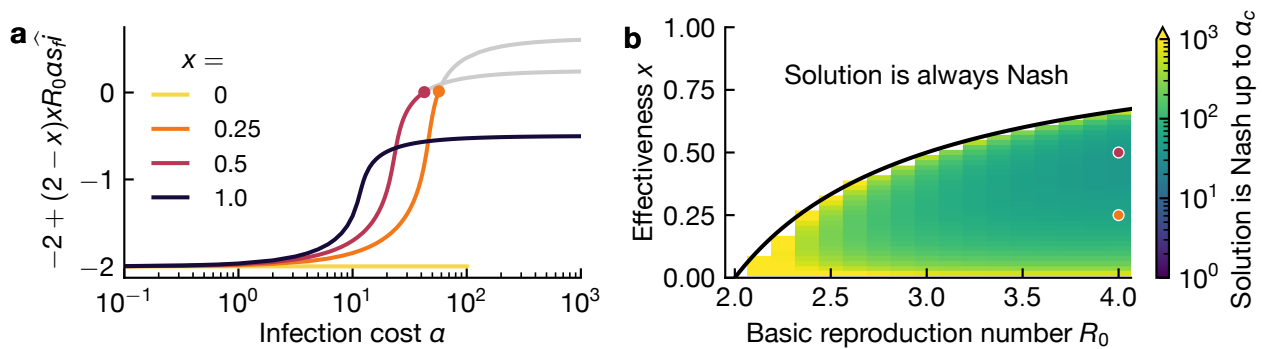 a
−2 + (2 − x)xR₀αs_f î
x =
0
0.25
0.5
1.0
0
−1
−2
10⁻¹
10⁰
10¹
10²
10³
Infection cost α
b
Effectiveness x
1.00
0.75
0.50
0.25
0.00
Solution is always Nash
2.0
2.5
3.0
3.5
4.0
Basic reproduction number R₀
10³
10²
10¹
10⁰
Solution is Nash up to α_c